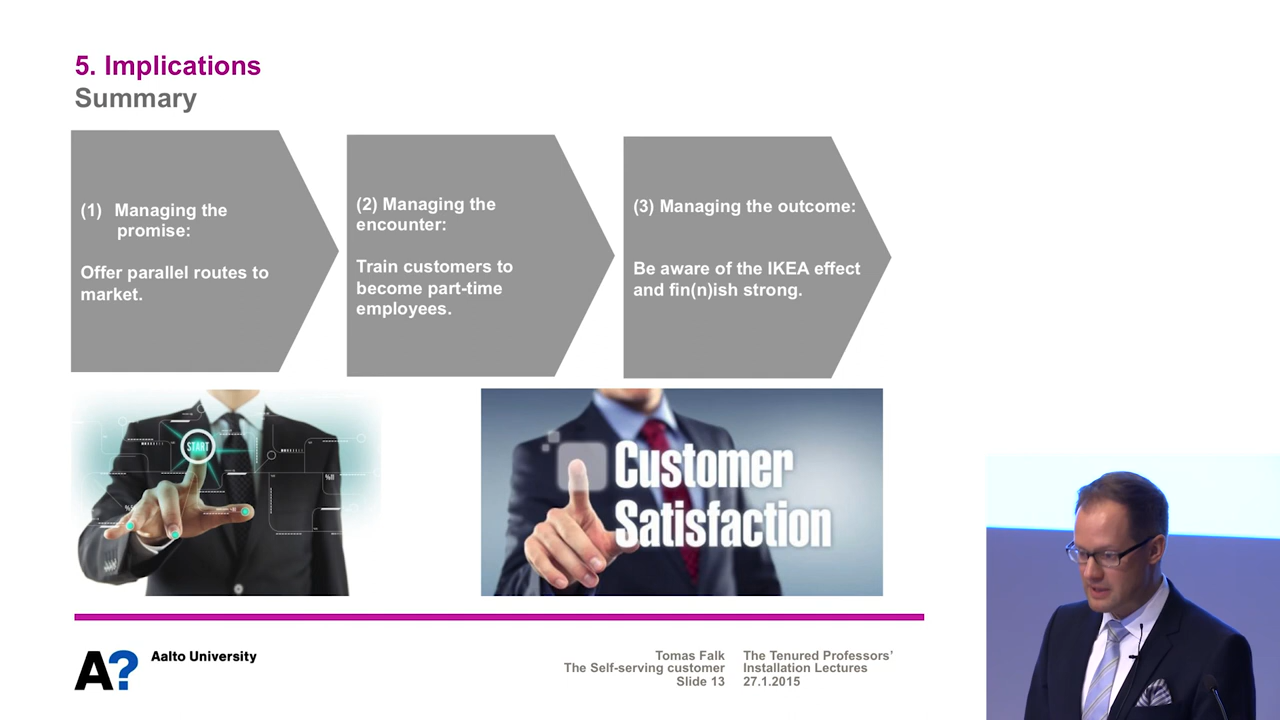 5. Implications
Summary
(1) Managing the
promise:
Offer parallel routes to
market.
(2) Managing the
encounter:
Train customers to
become part-time
employees.
(3) Managing the outcome:
Be aware of the IKEA effect
and fin(n)ish strong.
START
Customer
Satisfaction
A?
Aalto University
Tomas Falk
The Self-serving customer
Slide 13
The Tenured Professors’
Installation Lectures
27.1.2015